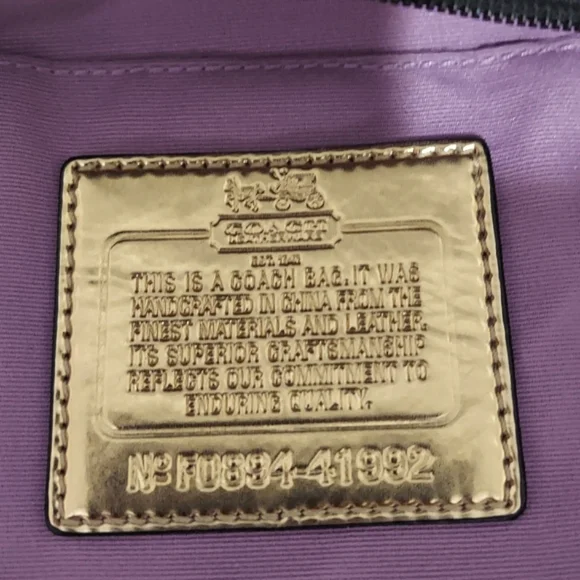 COACH
LEATHERWARE
EST. 1941
THIS IS A COACH BAG. IT WAS
HANDCRAFTED IN CHINA FROM THE
FINEST MATERIALS AND LEATHER.
ITS SUPERIOR CRAFTSMANSHIP
REFLECTS OUR COMMITMENT TO
ENDURING QUALITY.
Nº F0894-41992